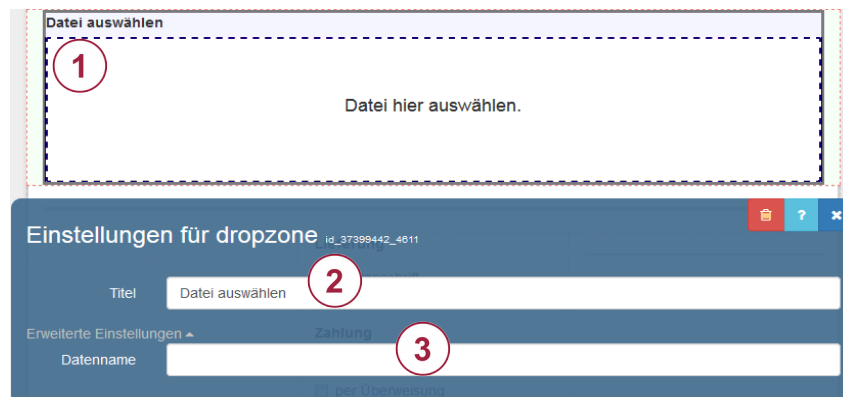 Datei auswählen
1
Datei hier auswählen.
?
×
Einstellungen für dropzone id_37399442_4611
Lieferung
2
Titel
Datei auswählen
Erweiterte Einstellungen
Zahlung
3
Datenname
per Überweisung